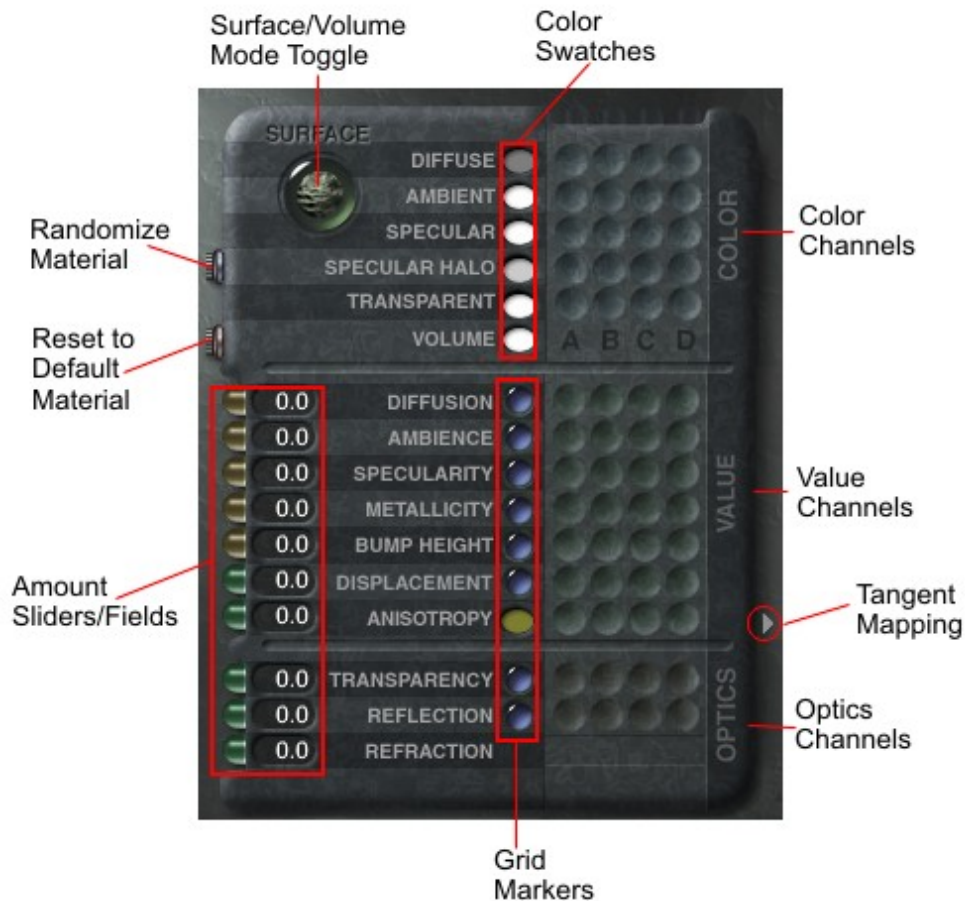 Surface/Volume
Mode Toggle
Color
Swatches
SURFACE
DIFFUSE
AMBIENT
SPECULAR
SPECULAR HALO
TRANSPARENT
VOLUME
A B C D
COLOR
Color
Channels
Randomize
Material
Reset to
Default
Material
0.0 DIFFUSION
0.0 AMBIENCE
0.0 SPECULARITY
0.0 METALLICITY
0.0 BUMP HEIGHT
0.0 DISPLACEMENT
0.0 ANISOTROPY
VALUE
Value
Channels
Amount
Sliders/Fields
Tangent
Mapping
0.0 TRANSPARENCY
0.0 REFLECTION
0.0 REFRACTION
OPTICS
Optics
Channels
Grid
Markers